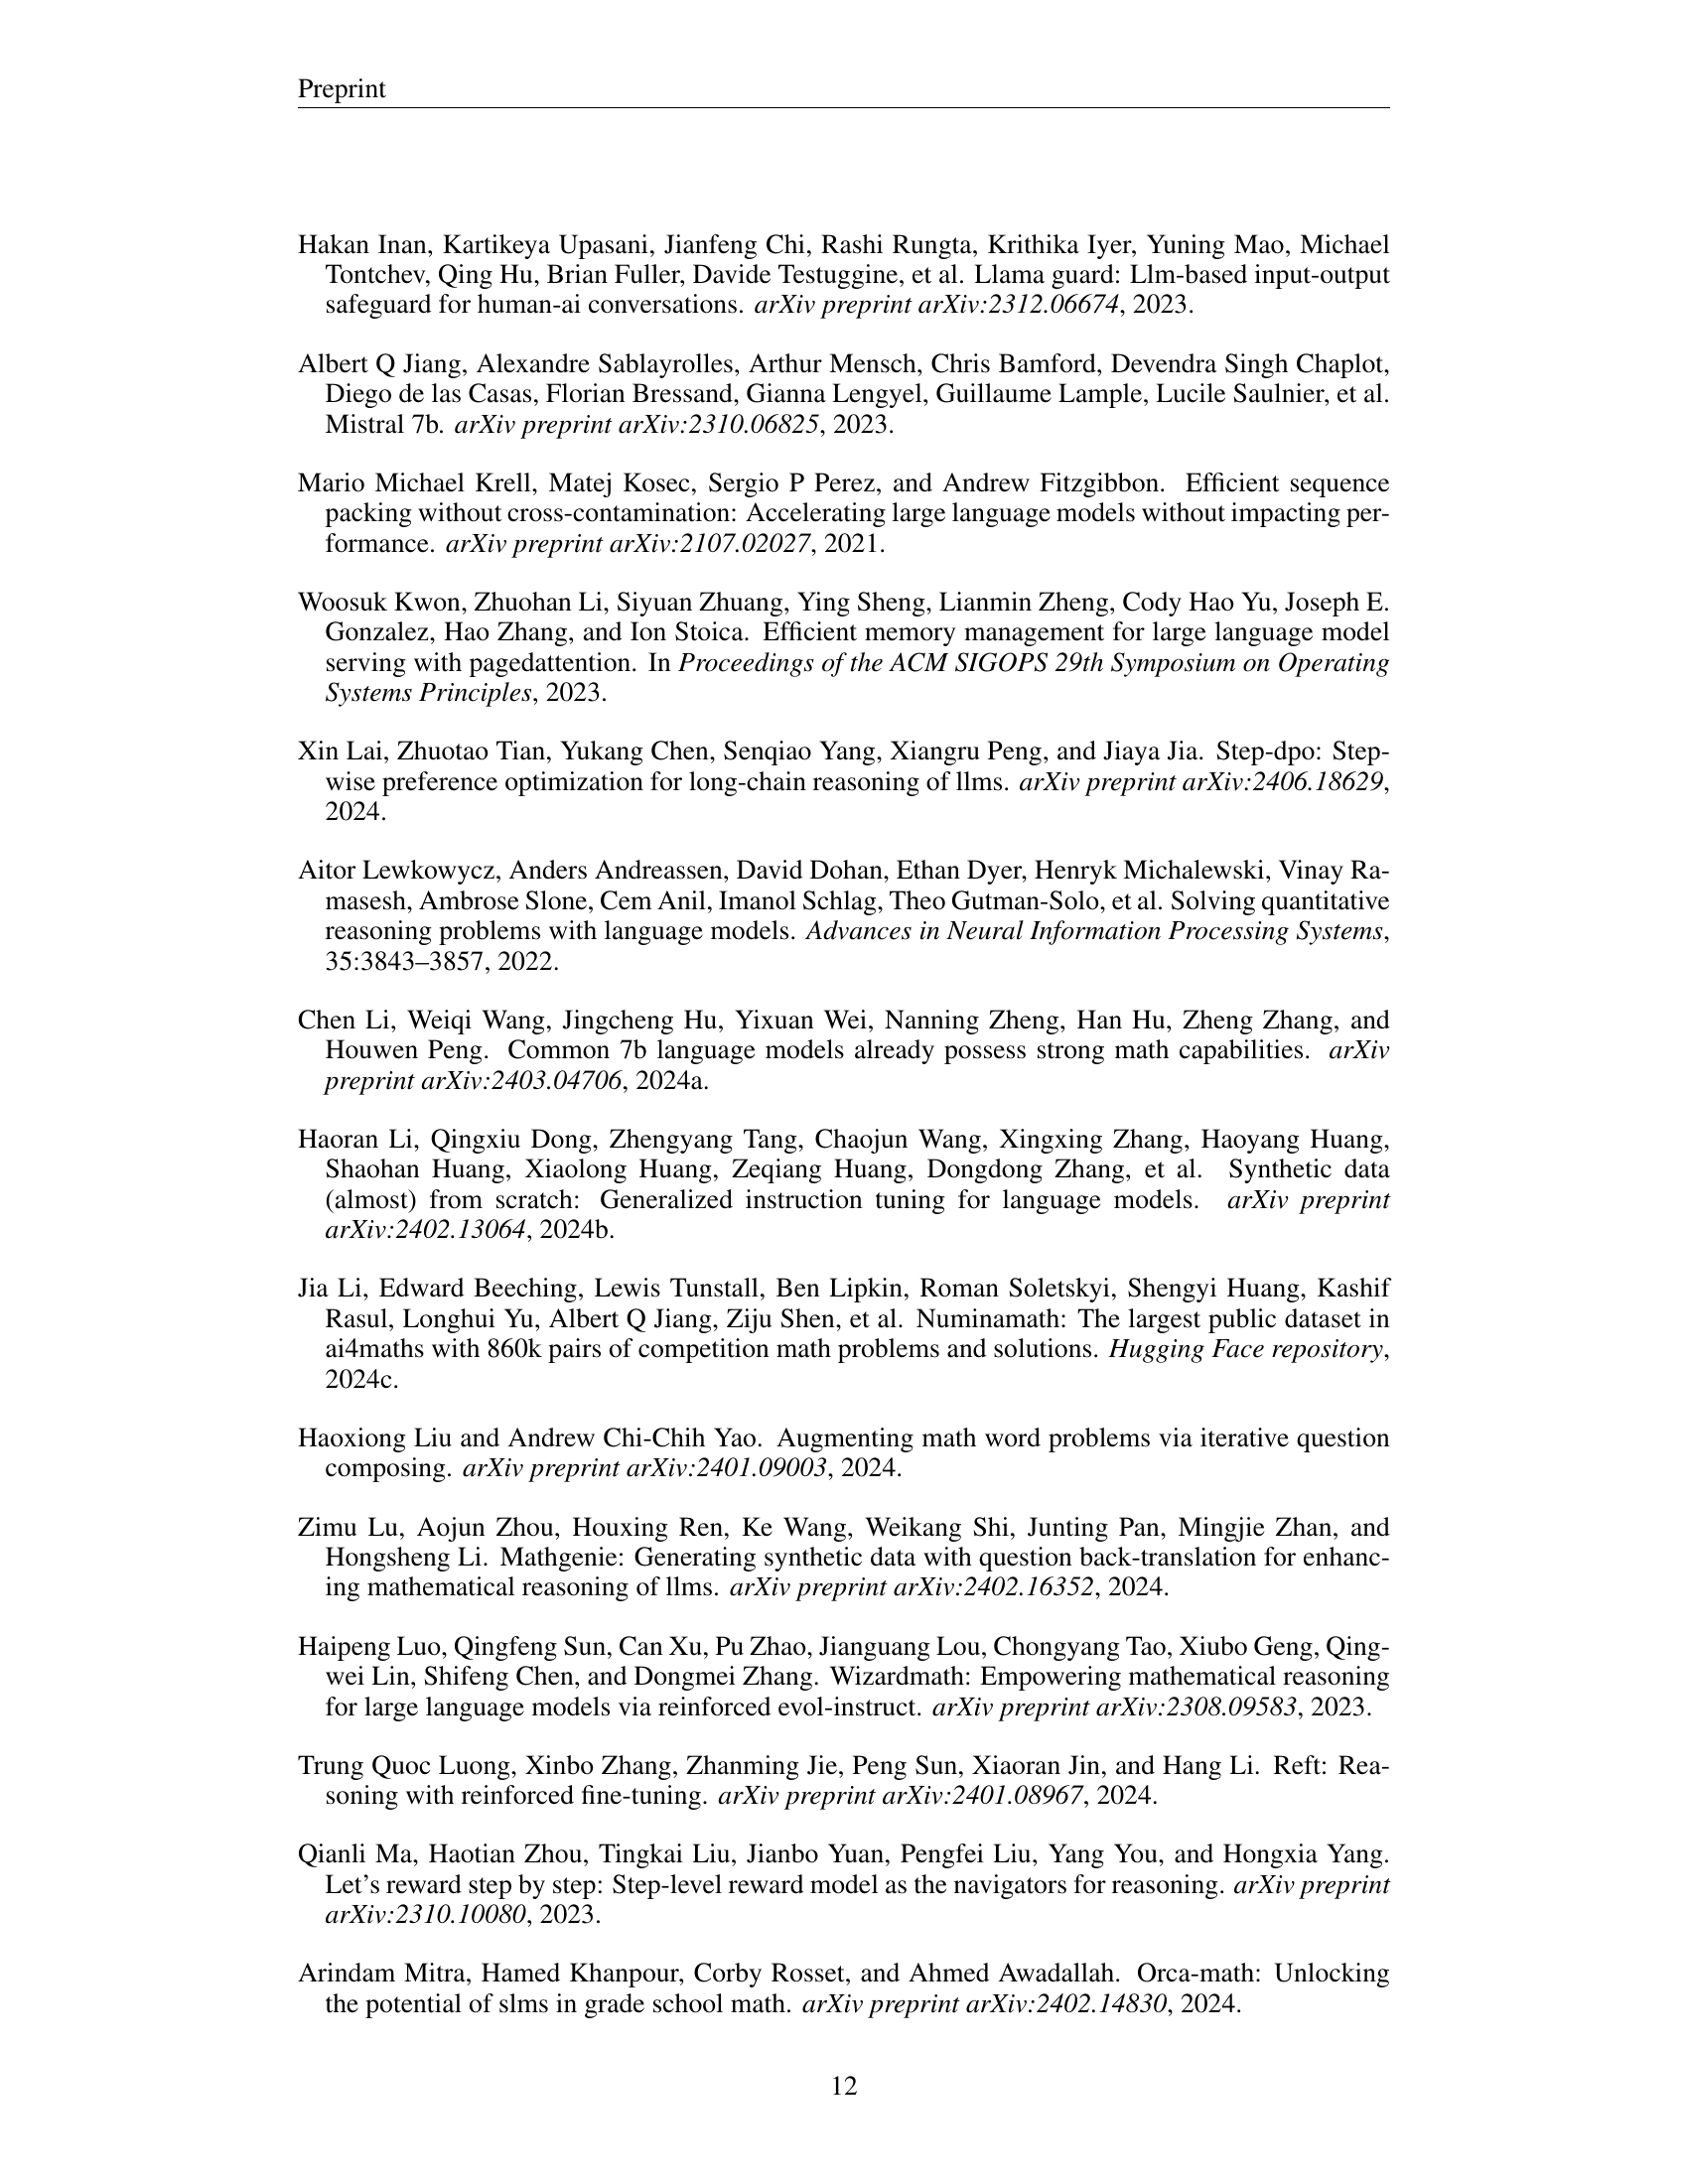 Preprint
Hakan Inan, Kartikeya Upasani, Jianfeng Chi, Rashi Rungta, Krithika Iyer, Yuning Mao, Michael
Tontchev, Qing Hu, Brian Fuller, Davide Testuggine, et al. Llama guard: Llm-based input-output
safeguard for human-ai conversations. arXiv preprint arXiv:2312.06674, 2023.
Albert Q Jiang, Alexandre Sablayrolles, Arthur Mensch, Chris Bamford, Devendra Singh Chaplot,
Diego de las Casas, Florian Bressand, Gianna Lengyel, Guillaume Lample, Lucile Saulnier, et al.
Mistral 7b. arXiv preprint arXiv:2310.06825, 2023.
Mario Michael Krell, Matej Kosec, Sergio P Perez, and Andrew Fitzgibbon. Efficient sequence
packing without cross-contamination: Accelerating large language models without impacting per-
formance. arXiv preprint arXiv:2107.02027, 2021.
Woosuk Kwon, Zhuohan Li, Siyuan Zhuang, Ying Sheng, Lianmin Zheng, Cody Hao Yu, Joseph E.
Gonzalez, Hao Zhang, and Ion Stoica. Efficient memory management for large language model
serving with pagedattention. In Proceedings of the ACM SIGOPS 29th Symposium on Operating
Systems Principles, 2023.
Xin Lai, Zhuotao Tian, Yukang Chen, Senqiao Yang, Xiangru Peng, and Jiaya Jia. Step-dpo: Step-
wise preference optimization for long-chain reasoning of llms. arXiv preprint arXiv:2406.18629,
2024.
Aitor Lewkowycz, Anders Andreassen, David Dohan, Ethan Dyer, Henryk Michalewski, Vinay Ra-
masesh, Ambrose Slone, Cem Anil, Imanol Schlag, Theo Gutman-Solo, et al. Solving quantitative
reasoning problems with language models. Advances in Neural Information Processing Systems,
35:3843–3857, 2022.
Chen Li, Weiqi Wang, Jingcheng Hu, Yixuan Wei, Nanning Zheng, Han Hu, Zheng Zhang, and
Houwen Peng. Common 7b language models already possess strong math capabilities. arXiv
preprint arXiv:2403.04706, 2024a.
Haoran Li, Qingxiu Dong, Zhengyang Tang, Chaojun Wang, Xingxing Zhang, Haoyang Huang,
Shaohan Huang, Xiaolong Huang, Zeqiang Huang, Dongdong Zhang, et al. Synthetic data
(almost) from scratch: Generalized instruction tuning for language models. arXiv preprint
arXiv:2402.13064, 2024b.
Jia Li, Edward Beeching, Lewis Tunstall, Ben Lipkin, Roman Soletskyi, Shengyi Huang, Kashif
Rasul, Longhui Yu, Albert Q Jiang, Ziju Shen, et al. Numinamath: The largest public dataset in
ai4maths with 860k pairs of competition math problems and solutions. Hugging Face repository,
2024c.
Haoxiong Liu and Andrew Chi-Chih Yao. Augmenting math word problems via iterative question
composing. arXiv preprint arXiv:2401.09003, 2024.
Zimu Lu, Aojun Zhou, Houxing Ren, Ke Wang, Weikang Shi, Junting Pan, Mingjie Zhan, and
Hongsheng Li. Mathgenie: Generating synthetic data with question back-translation for enhanc-
ing mathematical reasoning of llms. arXiv preprint arXiv:2402.16352, 2024.
Haipeng Luo, Qingfeng Sun, Can Xu, Pu Zhao, Jianguang Lou, Chongyang Tao, Xiubo Geng, Qing-
wei Lin, Shifeng Chen, and Dongmei Zhang. Wizardmath: Empowering mathematical reasoning
for large language models via reinforced evol-instruct. arXiv preprint arXiv:2308.09583, 2023.
Trung Quoc Luong, Xinbo Zhang, Zhanming Jie, Peng Sun, Xiaoran Jin, and Hang Li. Reft: Rea-
soning with reinforced fine-tuning. arXiv preprint arXiv:2401.08967, 2024.
Qianli Ma, Haotian Zhou, Tingkai Liu, Jianbo Yuan, Pengfei Liu, Yang You, and Hongxia Yang.
Let's reward step by step: Step-level reward model as the navigators for reasoning. arXiv preprint
arXiv:2310.10080, 2023.
Arindam Mitra, Hamed Khanpour, Corby Rosset, and Ahmed Awadallah. Orca-math: Unlocking
the potential of slms in grade school math. arXiv preprint arXiv:2402.14830, 2024.
12